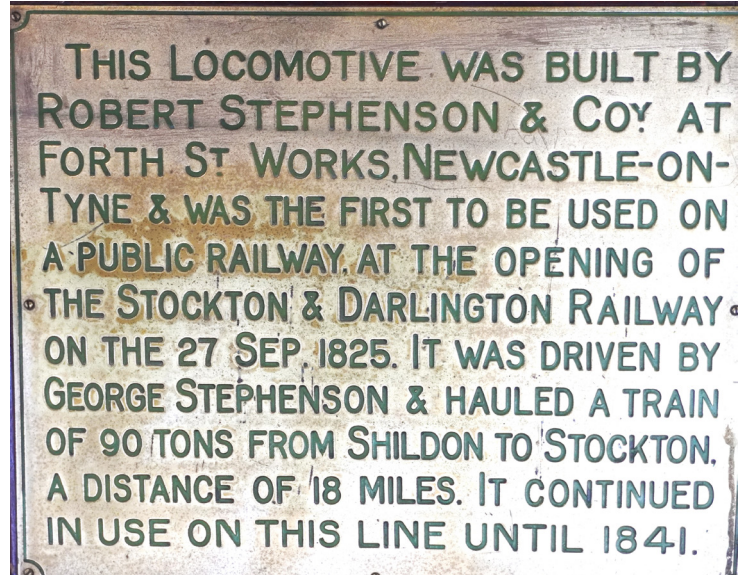 THIS LOCOMOTIVE WAS BUILT BY
ROBERT STEPHENSON & COY AT
FORTH ST WORKS, NEWCASTLE-ON-
TYNE & WAS THE FIRST TO BE USED ON
A PUBLIC RAILWAY, AT THE OPENING OF
THE STOCKTON & DARLINGTON RAILWAY
ON THE 27 SEP. 1825. IT WAS DRIVEN BY
GEORGE STEPHENSON & HAULED A TRAIN
OF 90 TONS FROM SHILDON TO STOCKTON,
A DISTANCE OF 18 MILES. IT CONTINUED
IN USE ON THIS LINE UNTIL 1841.